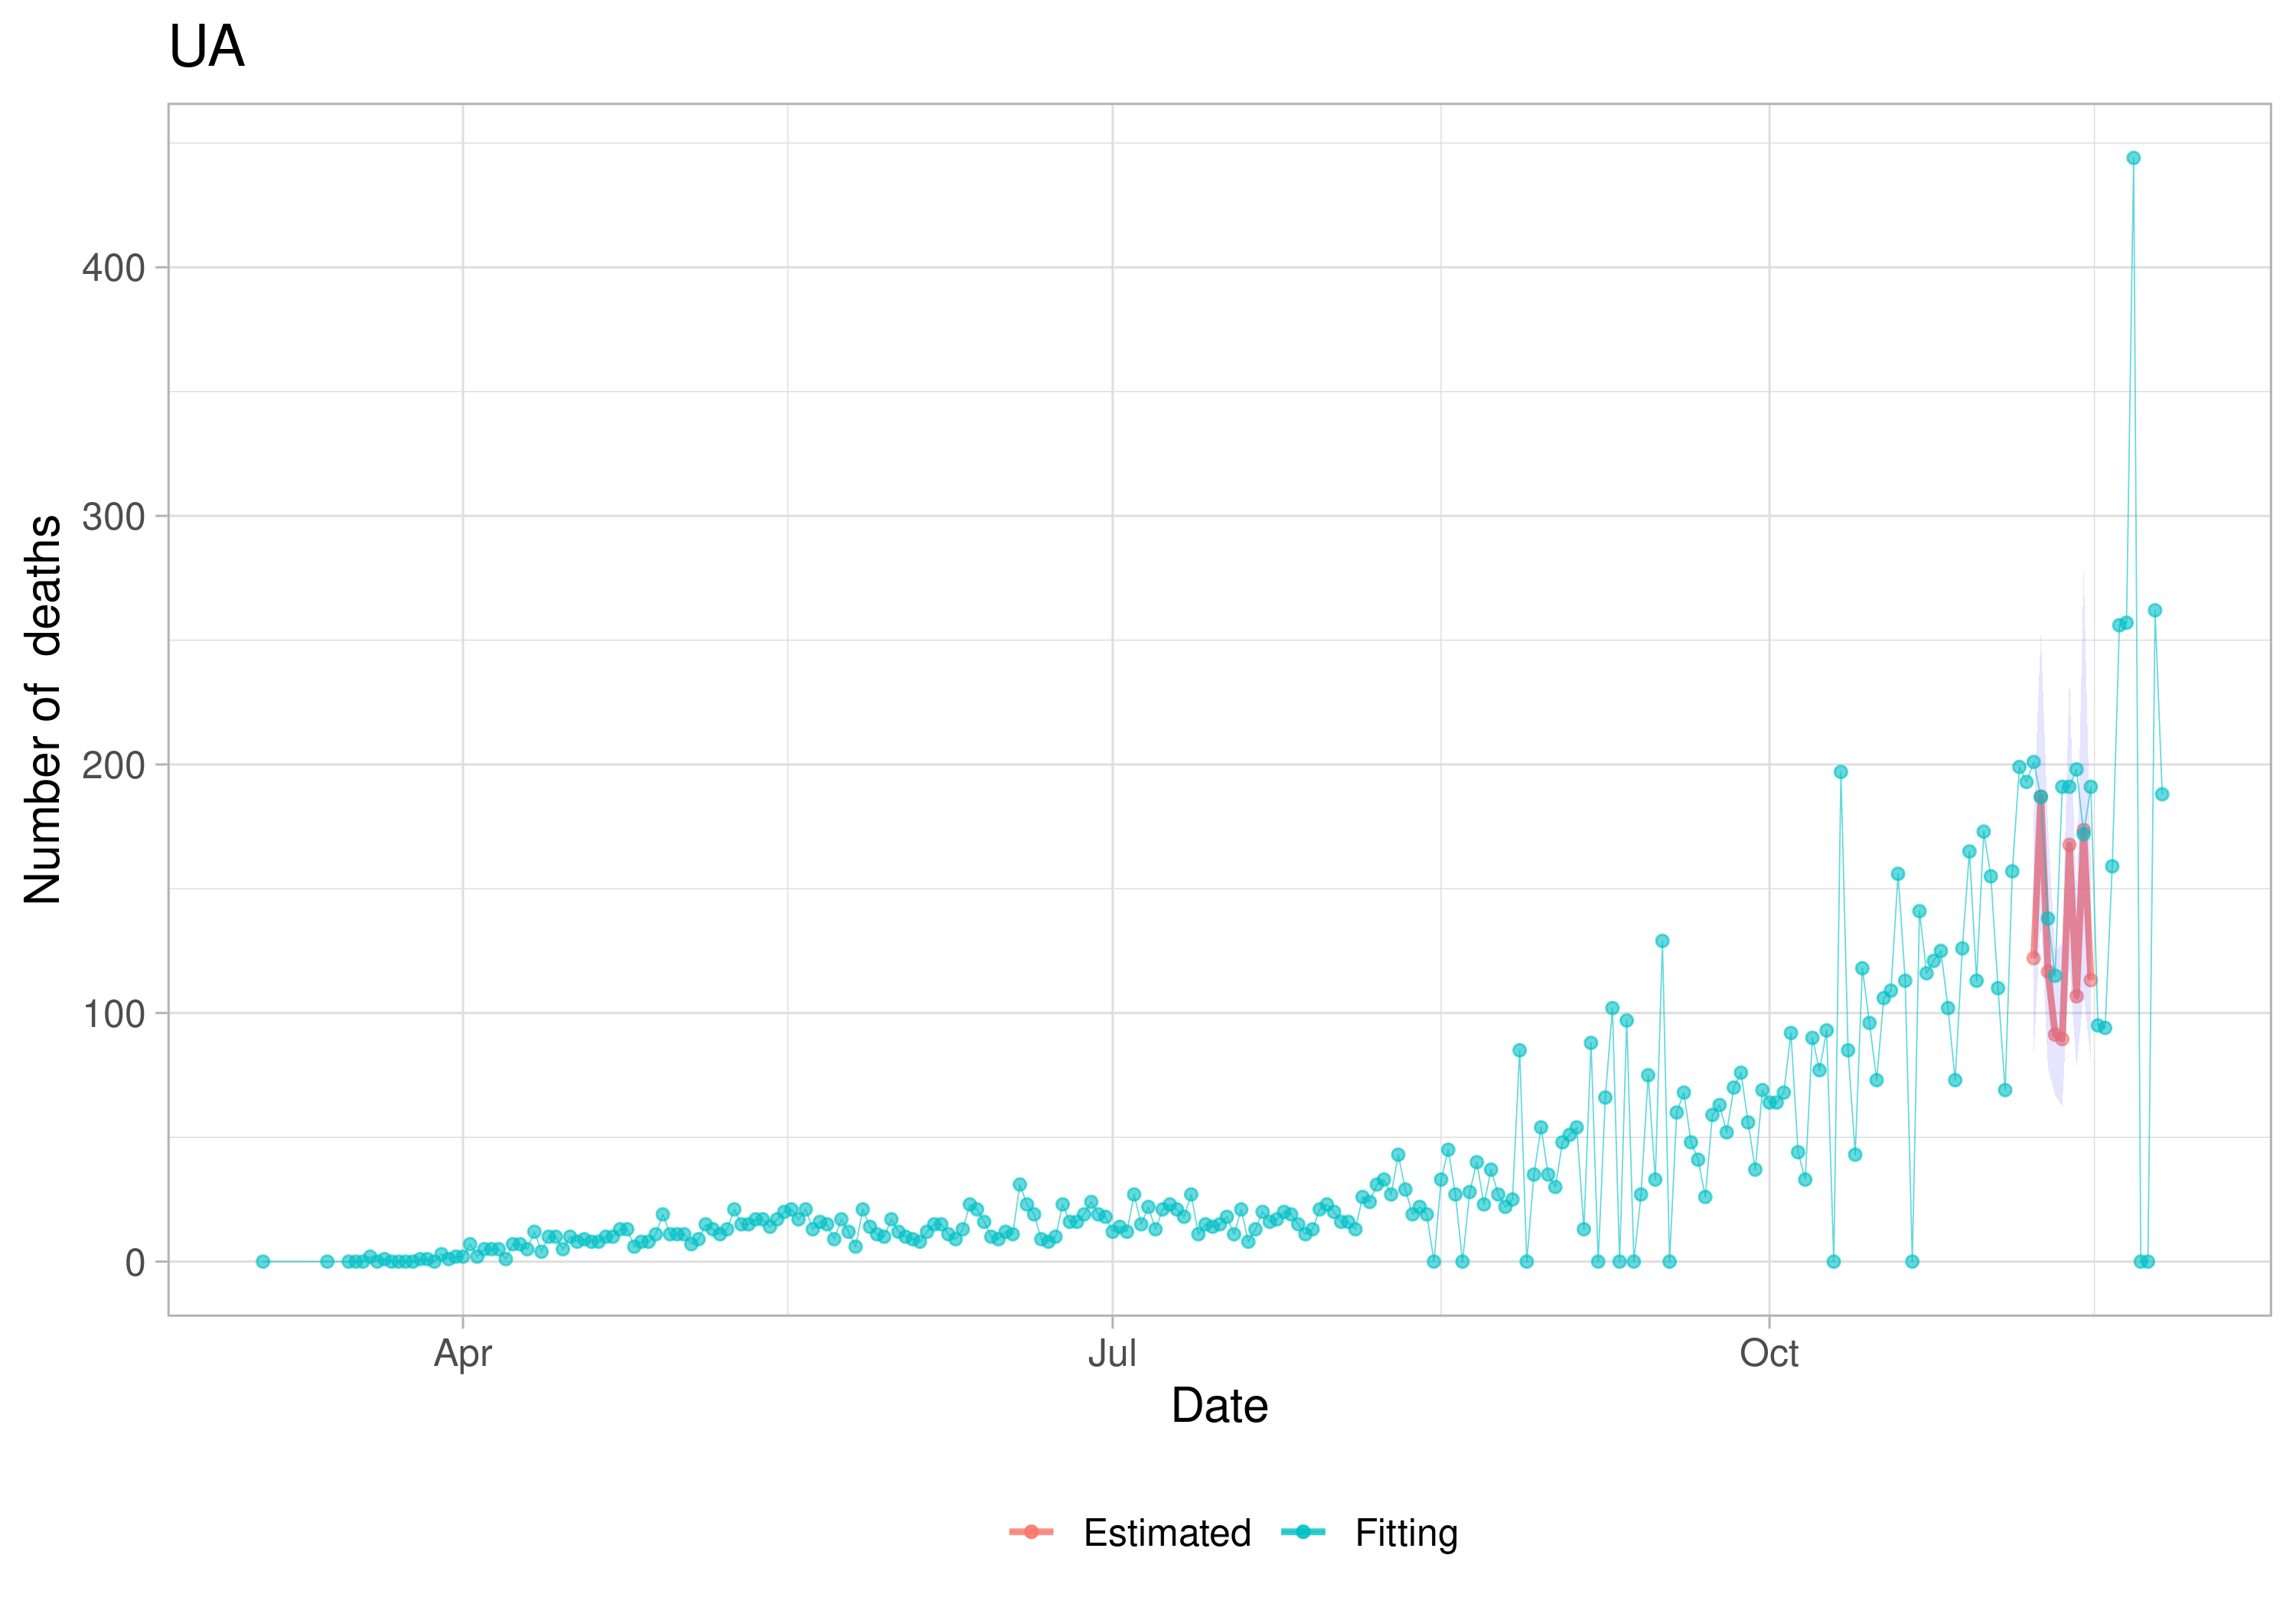 UA
Number of  deaths
400
300
200
100
0
Apr
Jul
Oct
Date
Estimated
Fitting